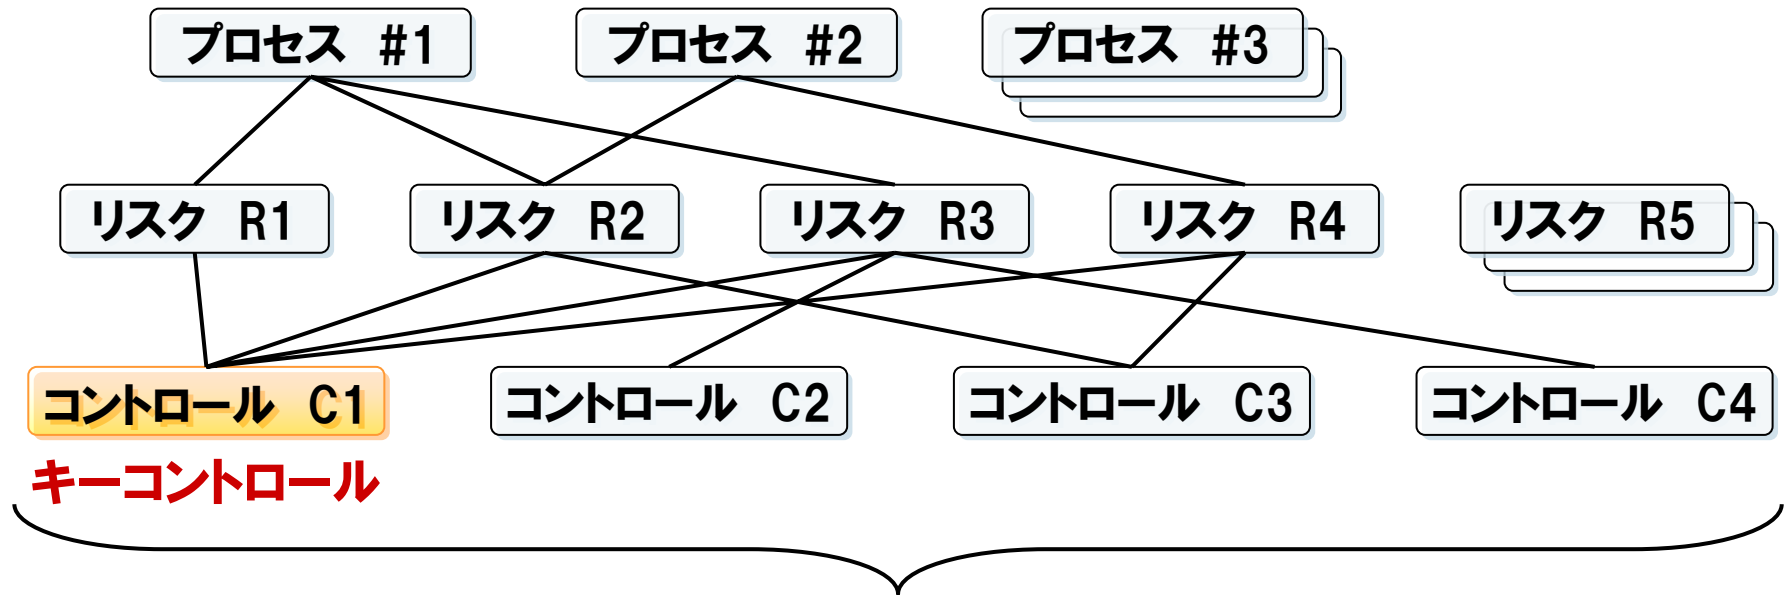 プロセス #1 プロセス #2 プロセス #3
リスク R1 リスク R2 リスク R3 リスク R4 リスク R5
コントロール C1 コントロール C2 コントロール C3 コントロール C4
キーコントロール